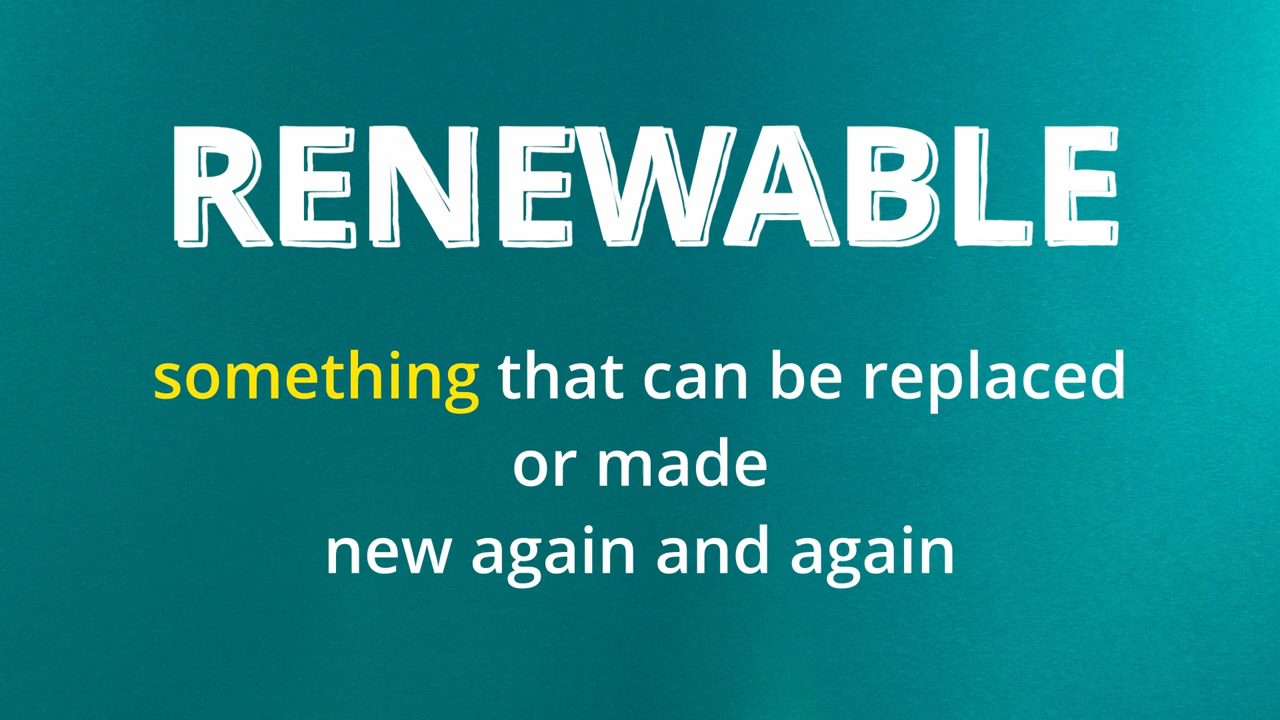 RENEWABLE
something that can be replaced
or made
new again and again